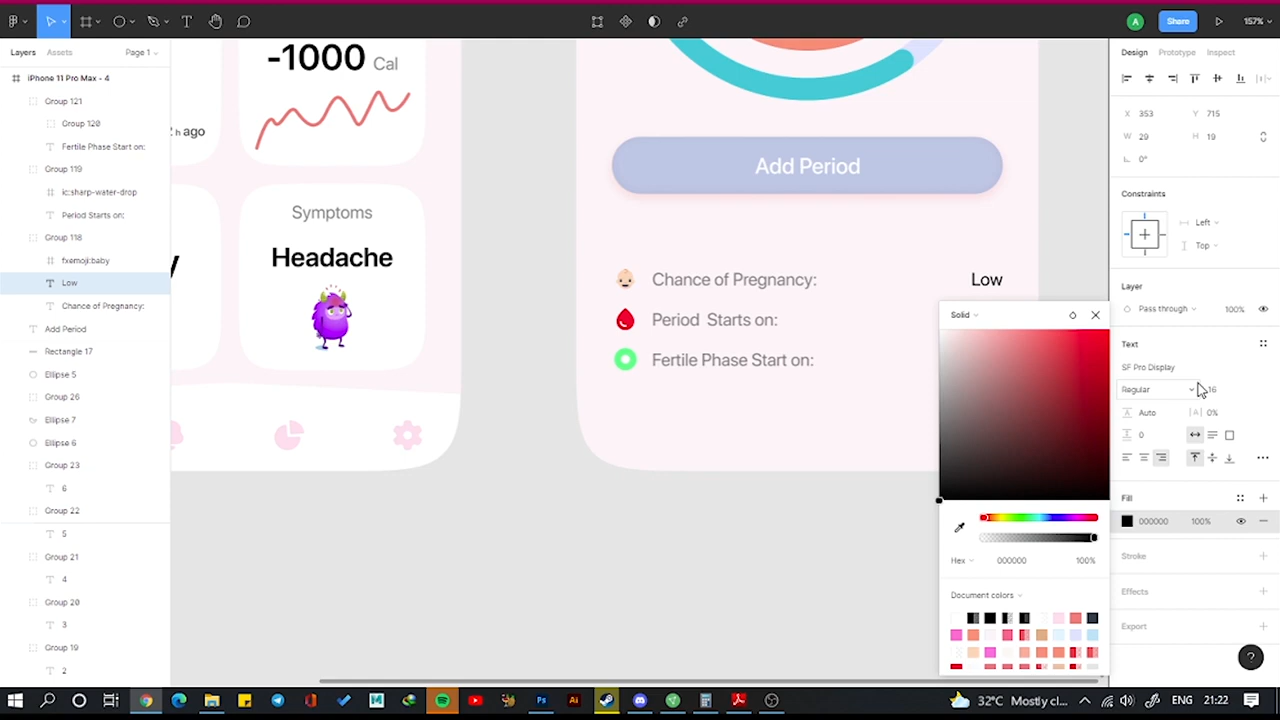 A
Share
157%
Layers
Assets
Page 1
iPhone 11 Pro Max - 4
Group 121
Group 120
Fertile Phase Start on:
Group 119
ic:sharp-water-drop
Period Starts on:
Group 118
fxemoji:baby
Low
Chance of Pregnancy:
Add Period
Rectangle 17
Ellipse 5
Group 26
Ellipse 7
Ellipse 6
Group 23
6
Group 22
5
Group 21
4
Group 20
3
Group 19
2
-1000 Cal
2 h ago
Symptoms
Headache
Add Period
Chance of Pregnancy:
Low
Period Starts on:
Fertile Phase Start on:
Solid
Hex
000000
100%
Document colors
Design
Prototype
Inspect
X 353
Y 715
W 29
H 19
0°
Constraints
Left
Top
Layer
Pass through
100%
Text
SF Pro Display
Regular
16
Auto
0%
0
Fill
000000
100%
Stroke
Effects
Export
?
32°C Mostly cl...
ENG
21:22